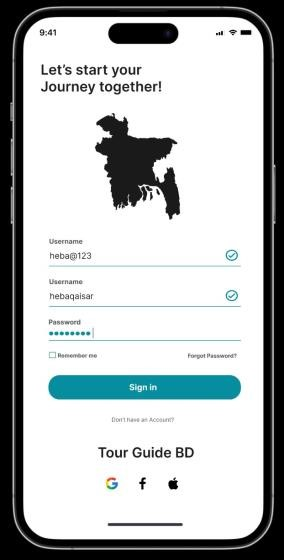 9:41
Let's start your
Journey together!
Username
heba@123
Username
hebaqaisar
Password
Remember me Forgot Password?
Sign in
Don't have an Account?
Tour Guide BD